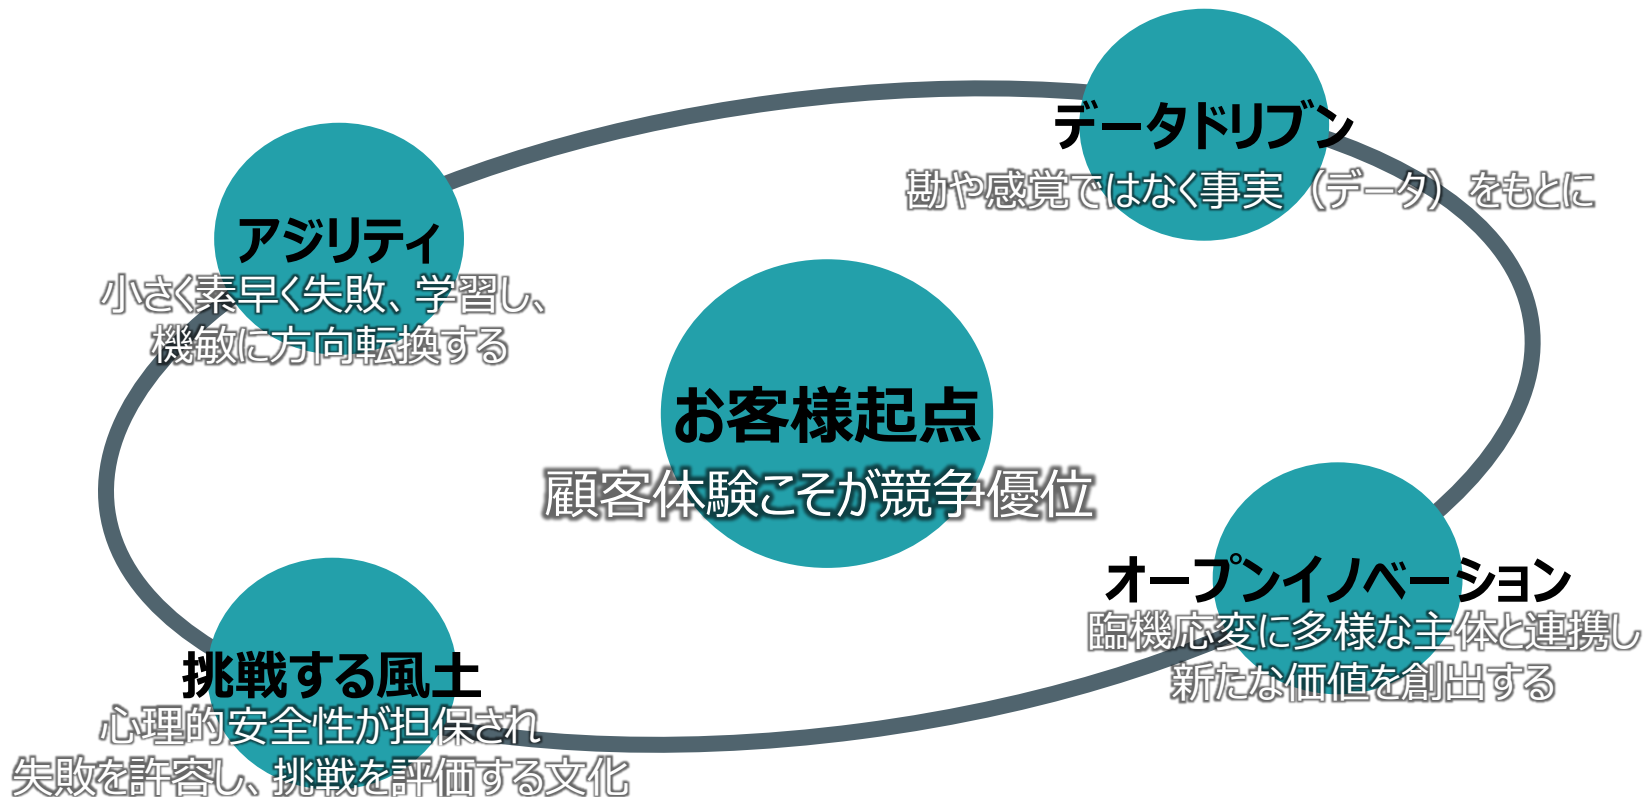 データドリブン
勘や感覚ではなく事実（データ）をもとに
アジリティ
小さく素早く失敗、学習し、
機敏に方向転換する
お客様起点
顧客体験こそが競争優位
オープンイノベーション
臨機応変に多様な主体と連携し
新たな価値を創出する
挑戦する風土
心理的安全性が担保され
失敗を許容し、挑戦を評価する文化